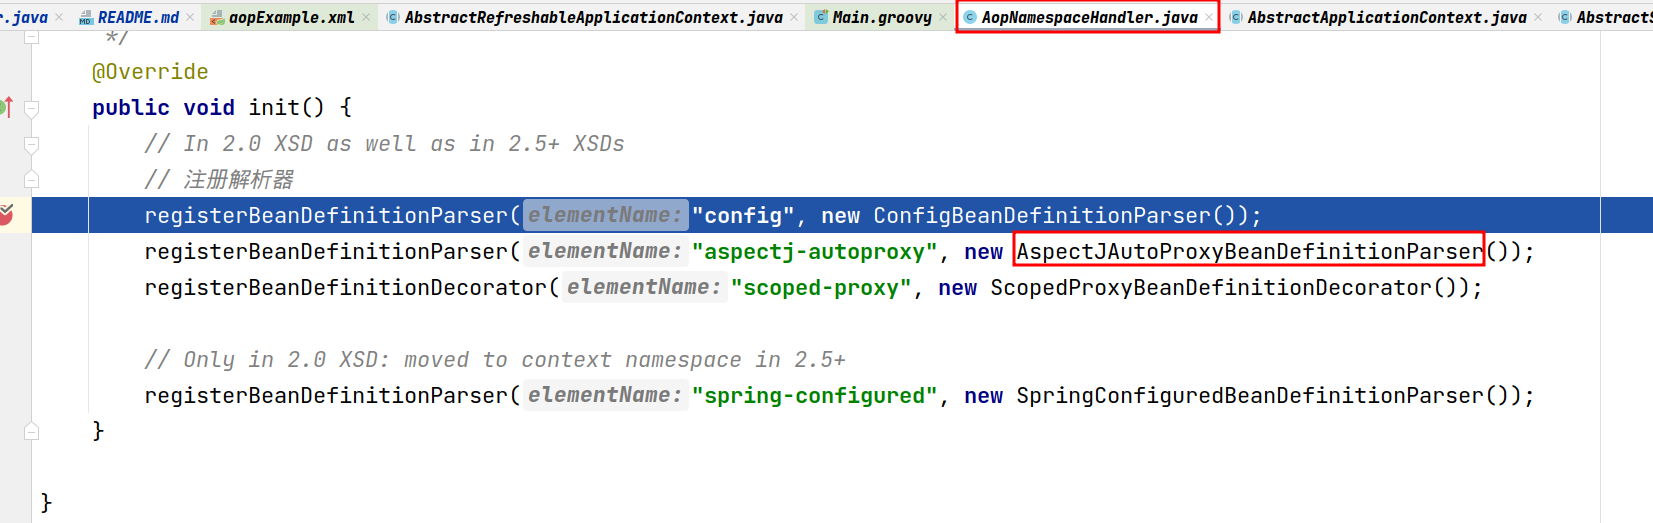 r.java README.md aopExample.xml AbstractRefreshableApplicationContext.java Main.groovy AopNamespaceHandler.java AbstractApplicationContext.java AbstractS
*/
@Override
public void init() {
// In 2.0 XSD as well as in 2.5+ XSDs
// 注册解析器
registerBeanDefinitionParser( elementName: "config", new ConfigBeanDefinitionParser());
registerBeanDefinitionParser( elementName: "aspectj-autoproxy", new AspectJAutoProxyBeanDefinitionParser());
registerBeanDefinitionDecorator( elementName: "scoped-proxy", new ScopedProxyBeanDefinitionDecorator());
// Only in 2.0 XSD: moved to context namespace in 2.5+
registerBeanDefinitionParser( elementName: "spring-configured", new SpringConfiguredBeanDefinitionParser());
}
}